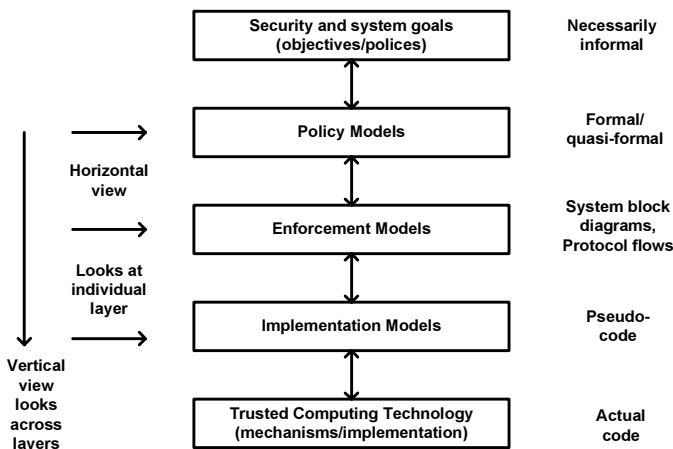 Security and system goals
(objectives/polices)
Necessarily
informal
Policy Models
Formal/
quasi-formal
Horizontal
view
Enforcement Models
System block
diagrams,
Protocol flows
Looks at
individual
layer
Implementation Models
Pseudo-
code
Vertical
view
looks
across
layers
Trusted Computing Technology
(mechanisms/implementation)
Actual
code